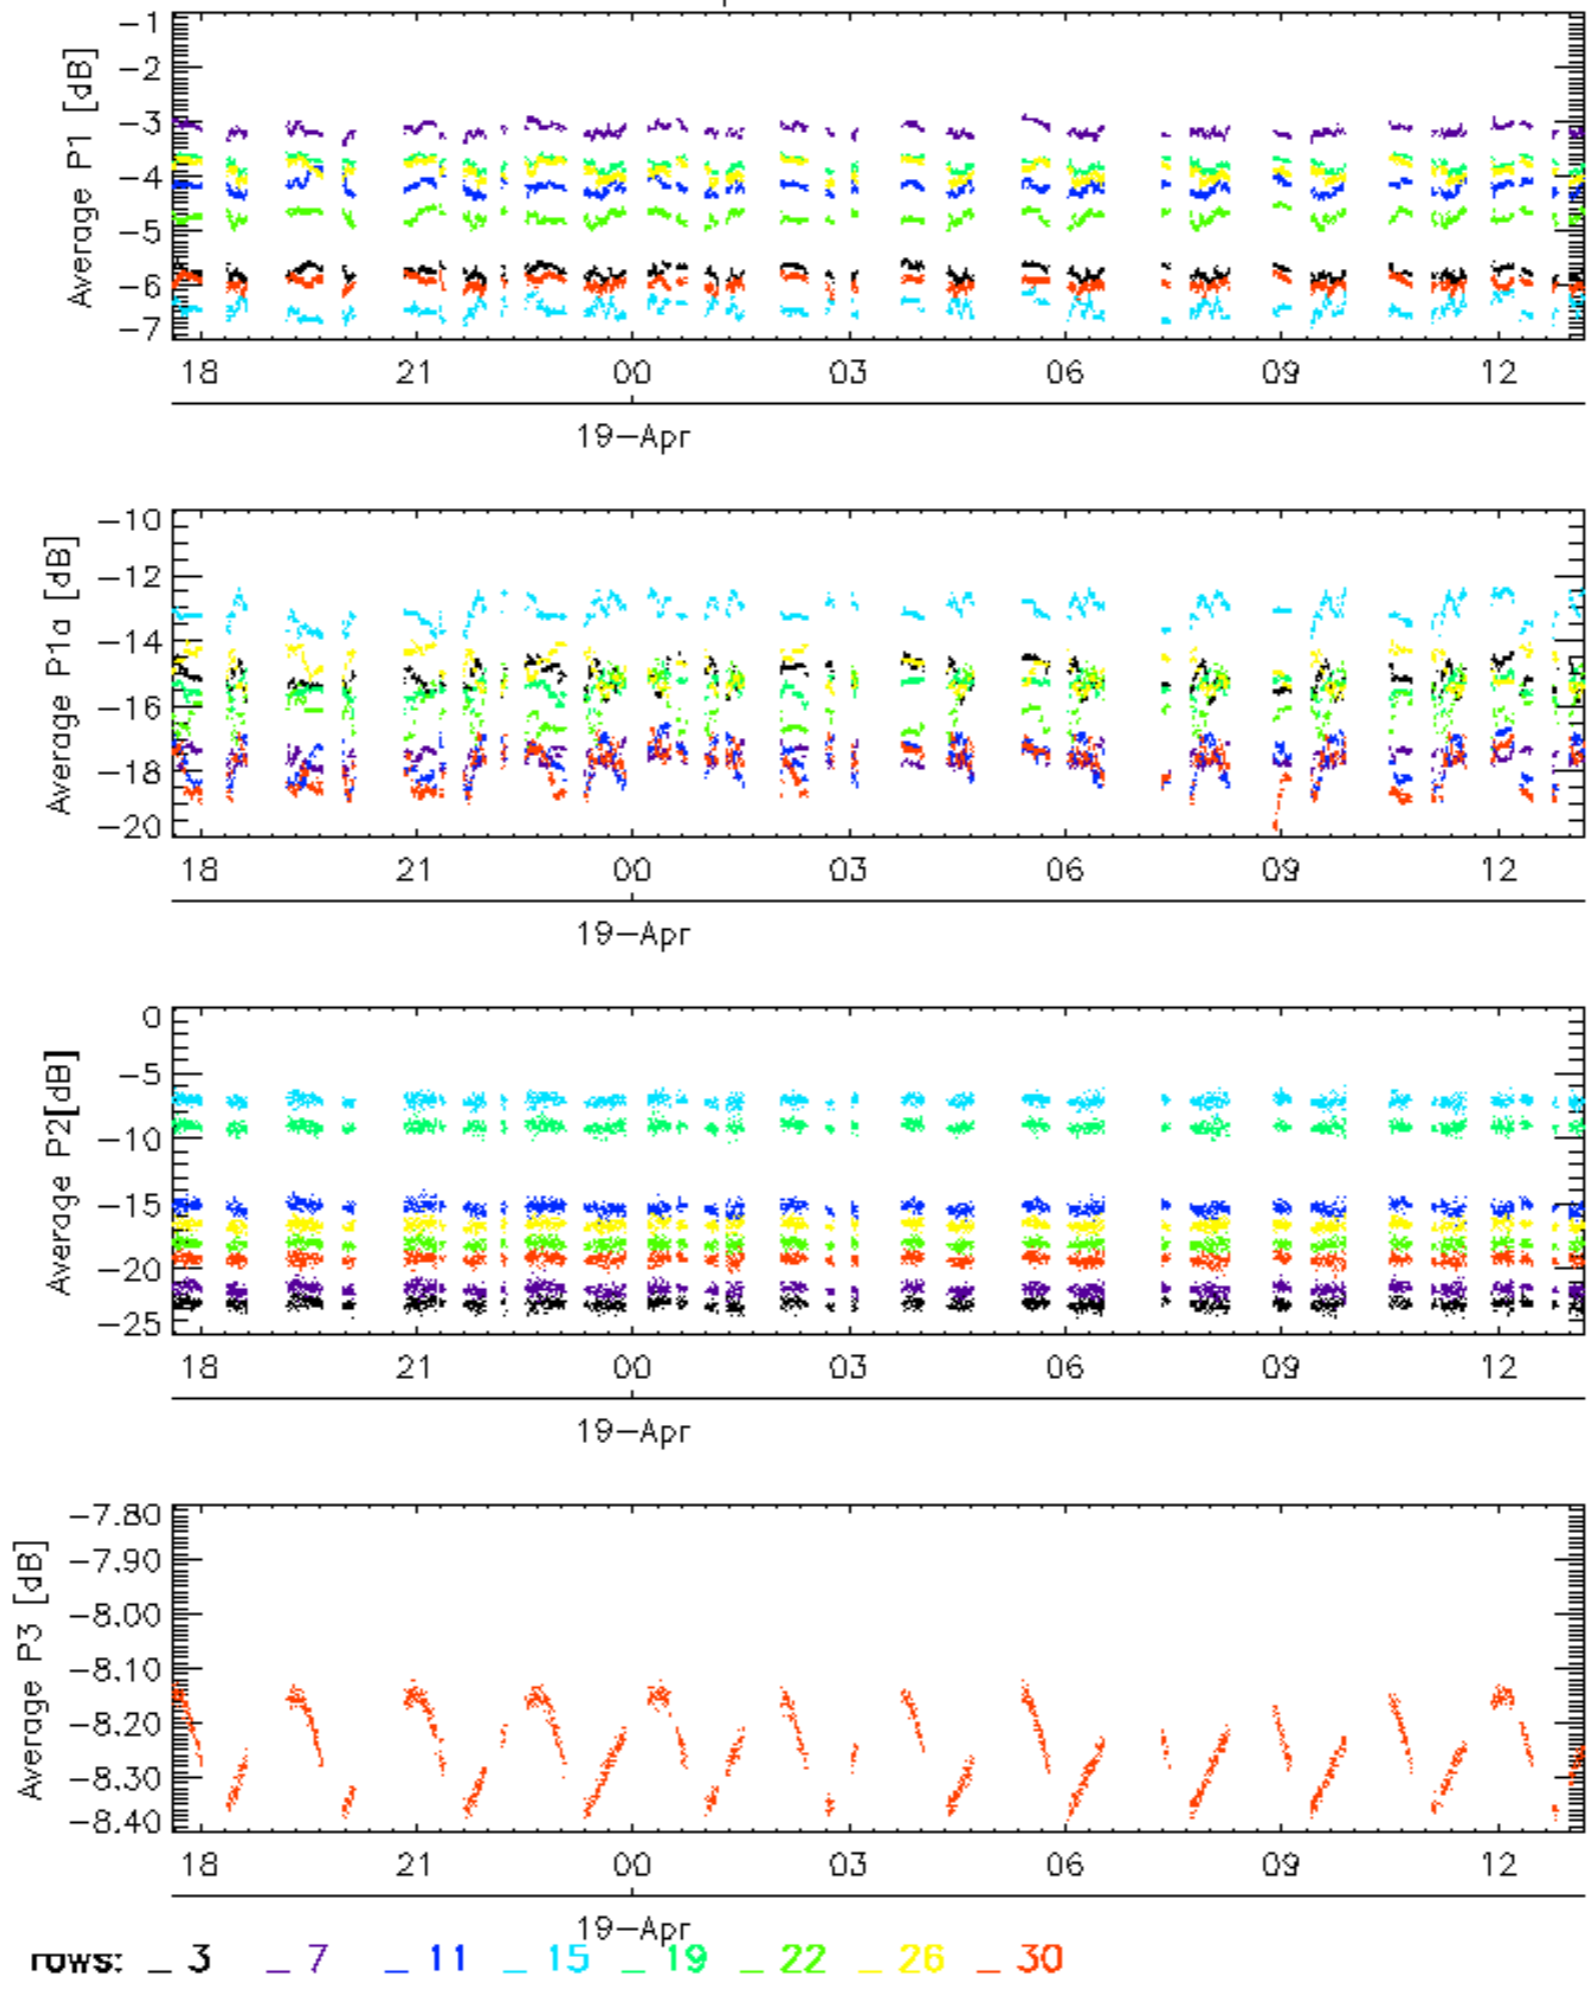 Average P1 [dB]
-1
-2
-3
-4
-5
-6
-7
18 21 00 03 06 09 12
19-Apr
Average P1a [dB]
-10
-12
-14
-16
-18
-20
18 21 00 03 06 09 12
19-Apr
Average P2[dB]
0
-5
-10
-15
-20
-25
18 21 00 03 06 09 12
19-Apr
Average P3 [dB]
-7.80
-7.90
-8.00
-8.10
-8.20
-8.30
-8.40
18 21 00 03 06 09 12
19-Apr
rows: _ 3 _ 7 _ 11 _ 15 _ 19 _ 22 _ 26 _ 30